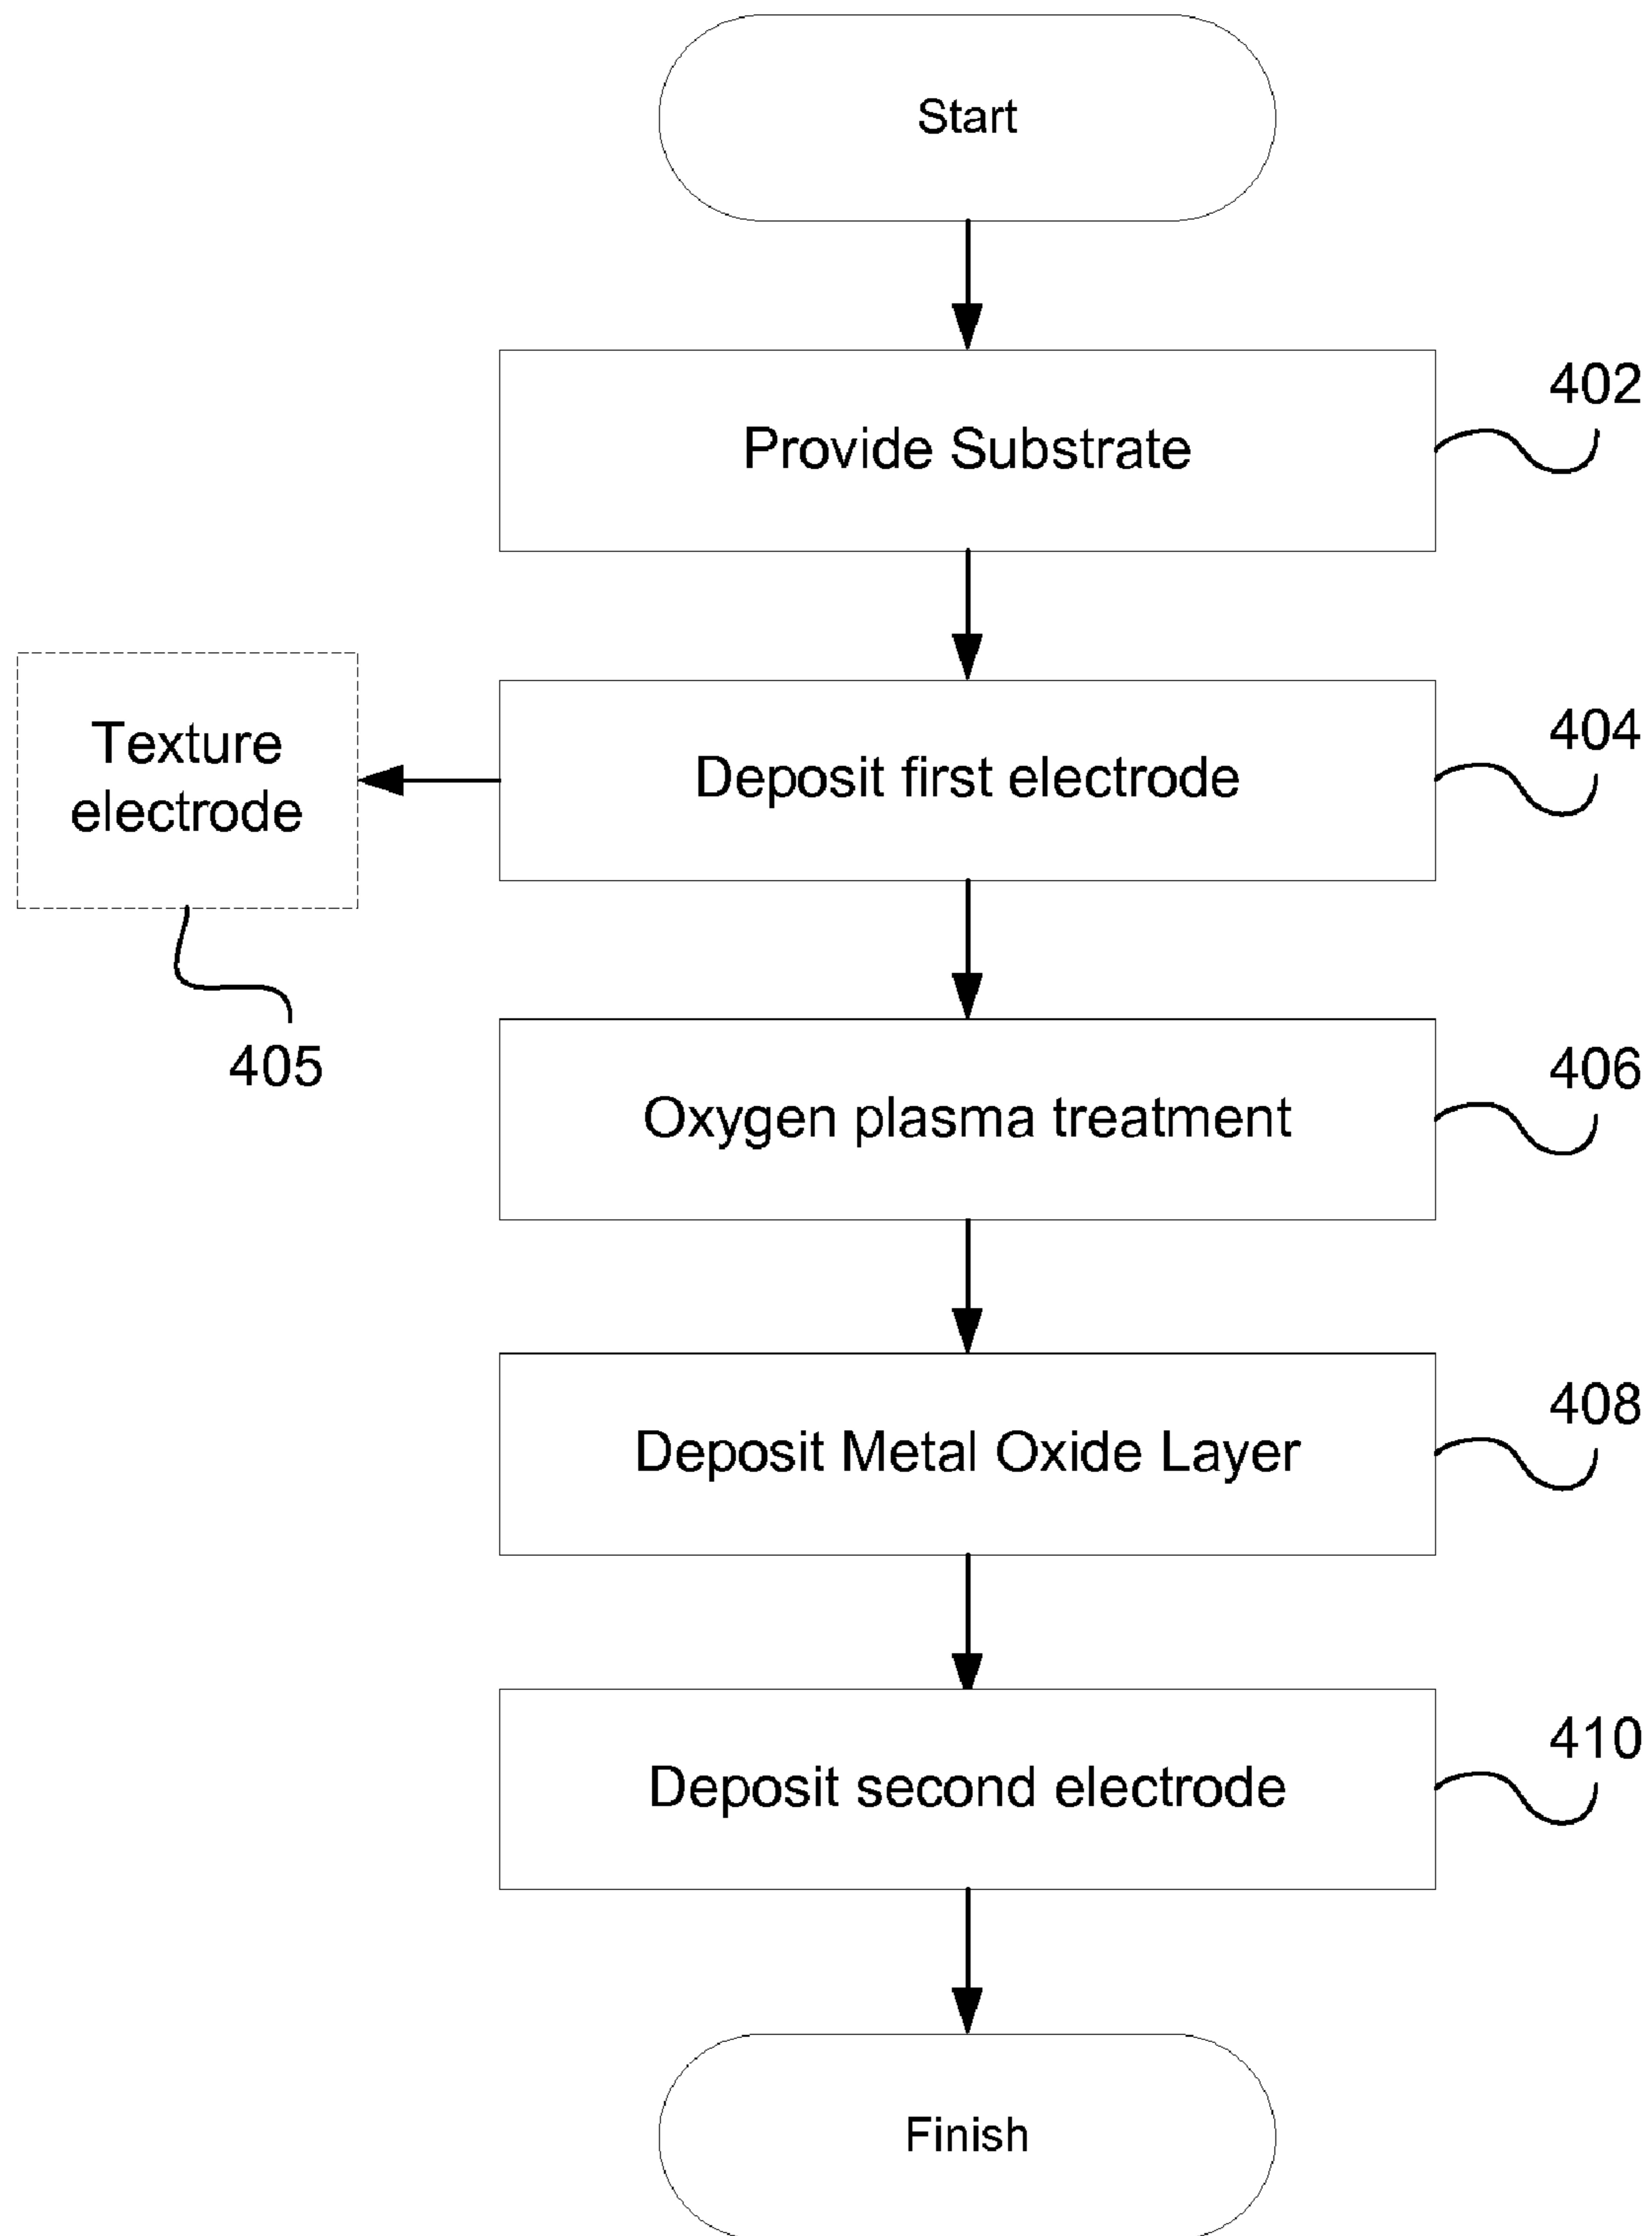 Start
402
Provide Substrate
404
Texture
electrode
Deposit first electrode
405
406
Oxygen plasma treatment
408
Deposit Metal Oxide Layer
410
Deposit second electrode
Finish